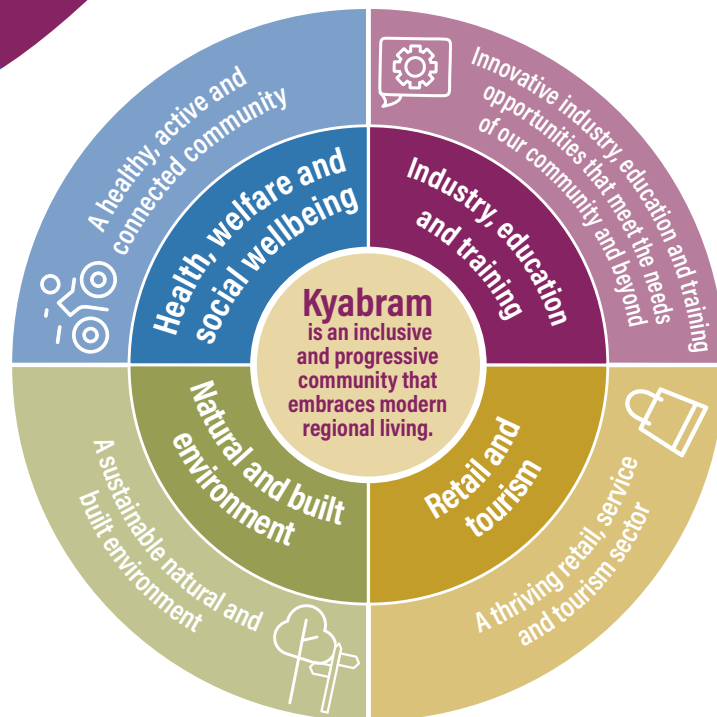 A healthy, active and
connected community
Health, welfare and
social wellbeing
Innovative industry, education and training
opportunities that meet the needs
of our community and beyond
Industry, education
and training
Kyabram
is an inclusive
and progressive
community that
embraces modern
regional living.
Natural and built
environment
A sustainable natural and
built environment
Retail and
tourism
A thriving retail, service
and tourism sector